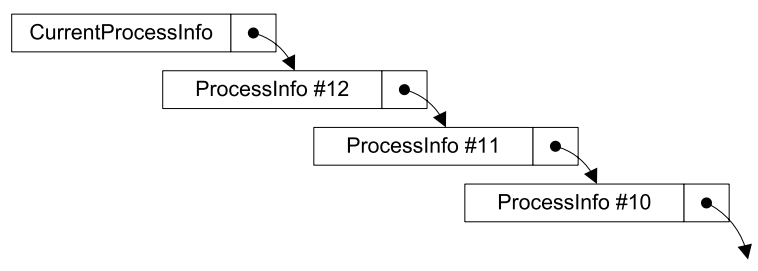 CurrentProcessInfo
ProcessInfo #12
ProcessInfo #11
ProcessInfo #10